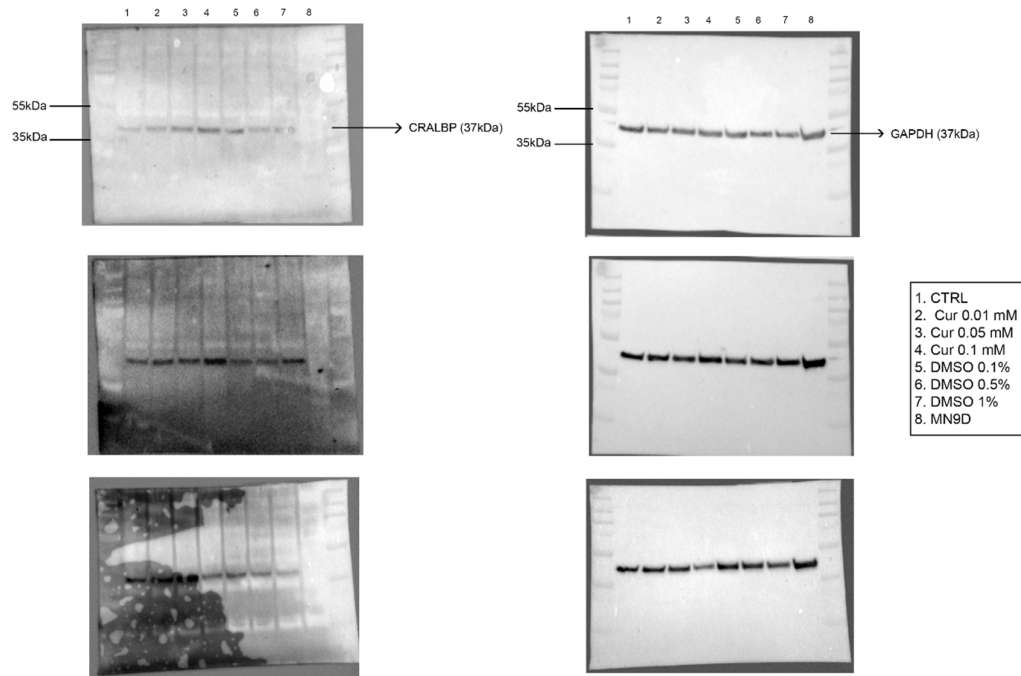 1 2 3 4 5 6 7 8
1 2 3 4 5 6 7 8
55kDa
35kDa
CRALBP (37kDa)
55kDa
35kDa
GAPDH (37kDa)
1. CTRL
2. Cur 0.01 mM
3. Cur 0.05 mM
4. Cur 0.1 mM
5. DMSO 0.1%
6. DMSO 0.5%
7. DMSO 1%
8. MN9D